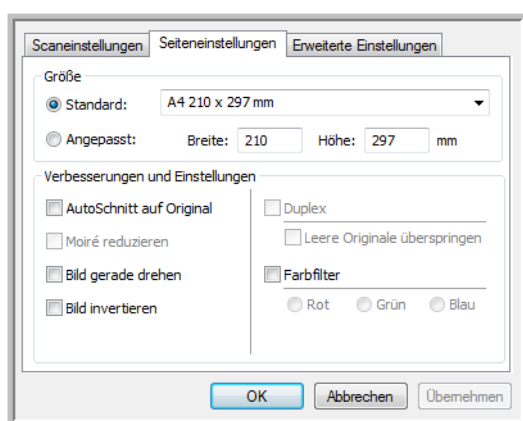 Scaneinstellungen Seiteneinstellungen Erweiterte Einstellungen
Größe
Standard: A4 210 x 297 mm
Angepasst: Breite: 210 Höhe: 297 mm
Verbesserungen und Einstellungen
AutoSchnitt auf Original
Moiré reduzieren
Bild gerade drehen
Bild invertieren
Duplex
Leere Originale überspringen
Farbfilter
Rot Grün Blau
OK Abbrechen Übernehmen